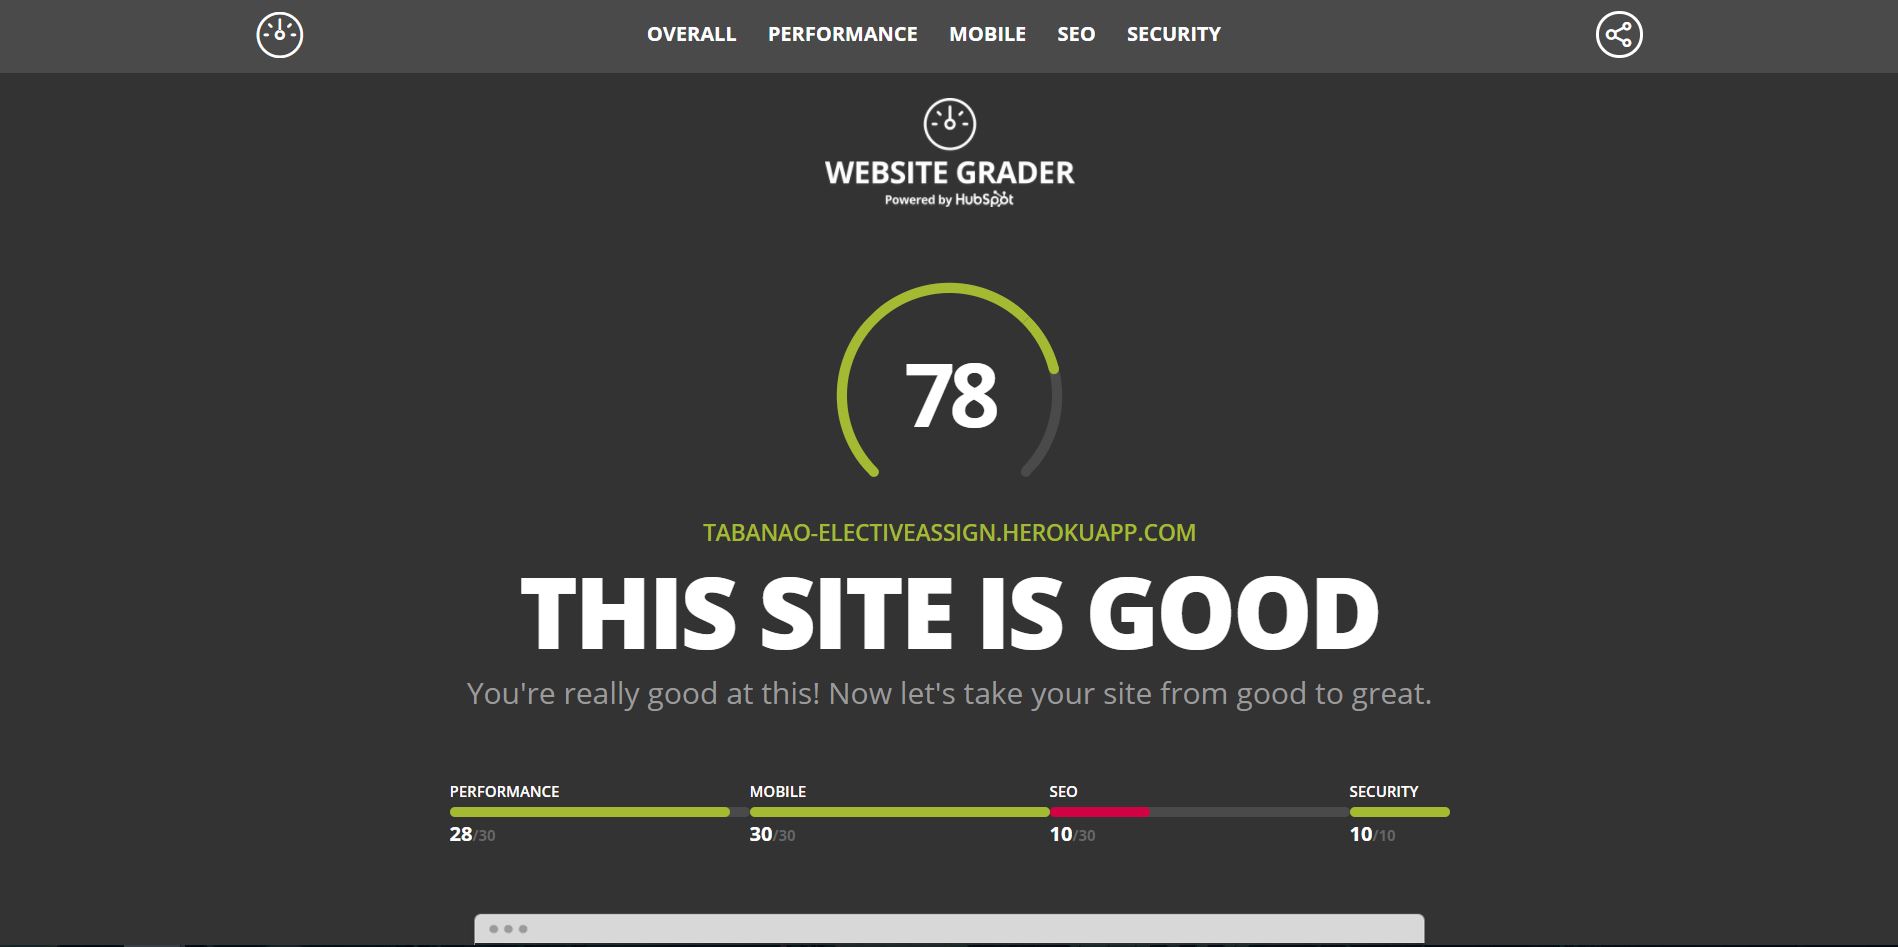 OVERALL PERFORMANCE MOBILE SEO SECURITY
WEBSITE GRADER
Powered by HubSpot
78
TABANAO-ELECTIVEASSIGN.HEROKUAPP.COM
THIS SITE IS GOOD
You're really good at this! Now let's take your site from good to great.
PERFORMANCE MOBILE SEO SECURITY
28/30 30/30 10/30 10/10